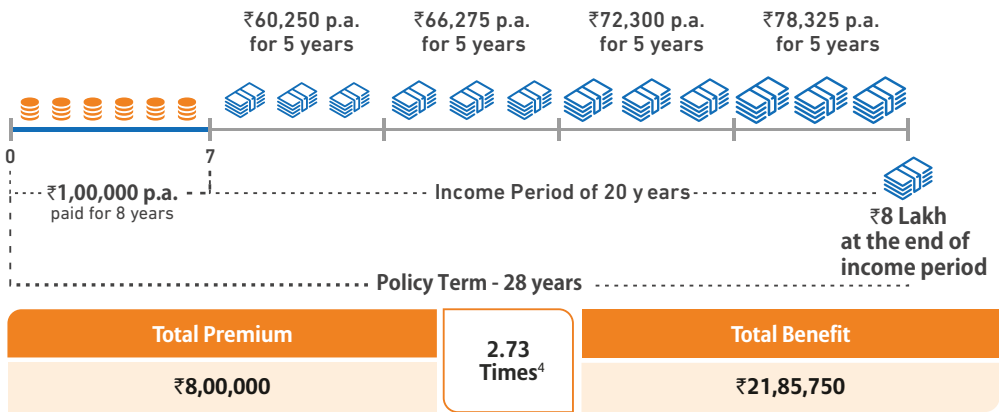 ₹60,250 p.a.
for 5 years
₹66,275 p.a.
for 5 years
₹72,300 p.a.
for 5 years
₹78,325 p.a.
for 5 years
0
7
₹1,00,000 p.a.
paid for 8 years
Income Period of 20 years
₹8 Lakh
at the end of
income period
Policy Term - 28 years
Total Premium
₹8,00,000
2.73
Times⁴
Total Benefit
₹21,85,750